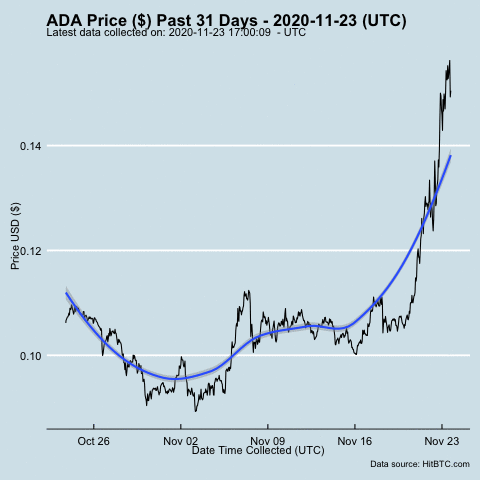 ADA Price ($) Past 31 Days - 2020-11-23 (UTC)
Latest data collected on: 2020-11-23 17:00:09 - UTC
0.14
0.12
0.10
Price USD ($)
Oct 26 Nov 02 Nov 09 Nov 16 Nov 23
Date Time Collected (UTC)
Data source: HitBTC.com